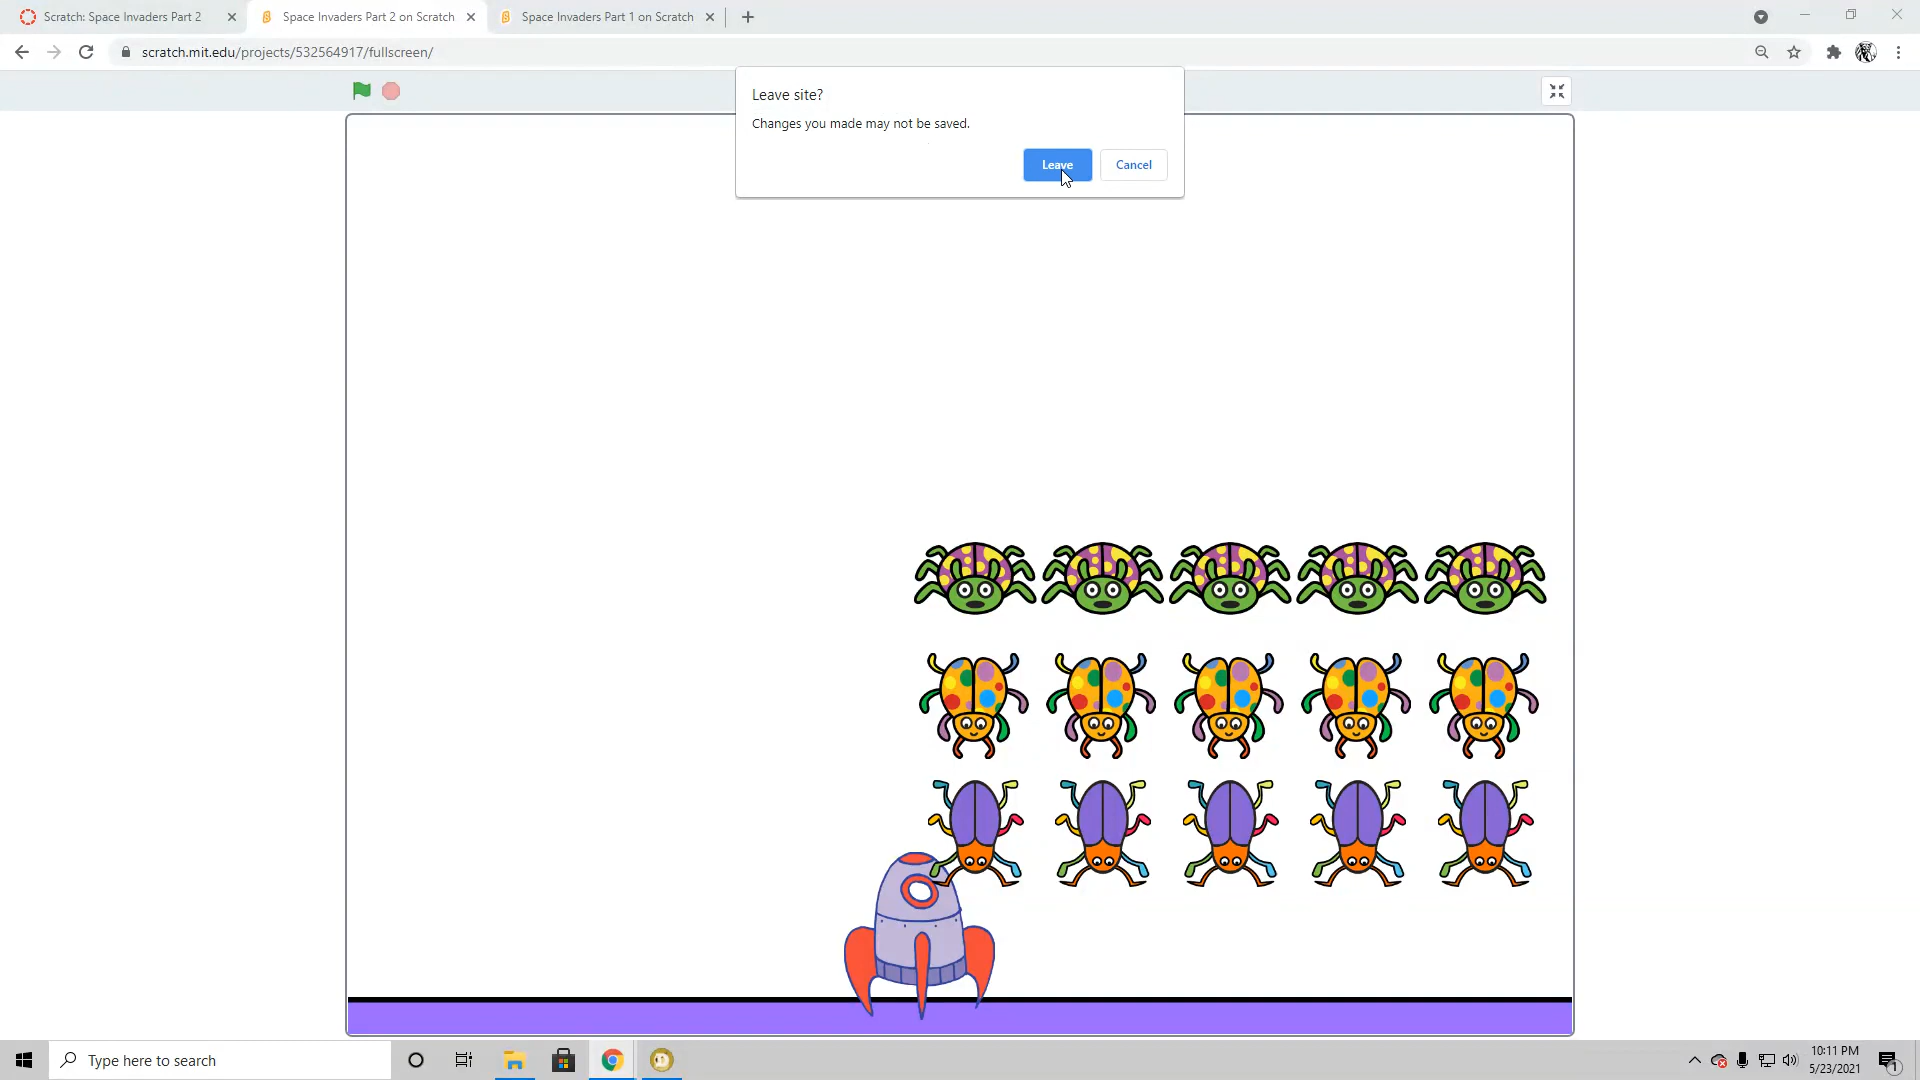 Scratch: Space Invaders Part 2
Space Invaders Part 2 on Scratch
Space Invaders Part 1 on Scratch
scratch.mit.edu/projects/532564917/fullscreen/
Leave site?
Changes you made may not be saved.
Leave
Cancel
Type here to search
10:11 PM
5/23/2021
1